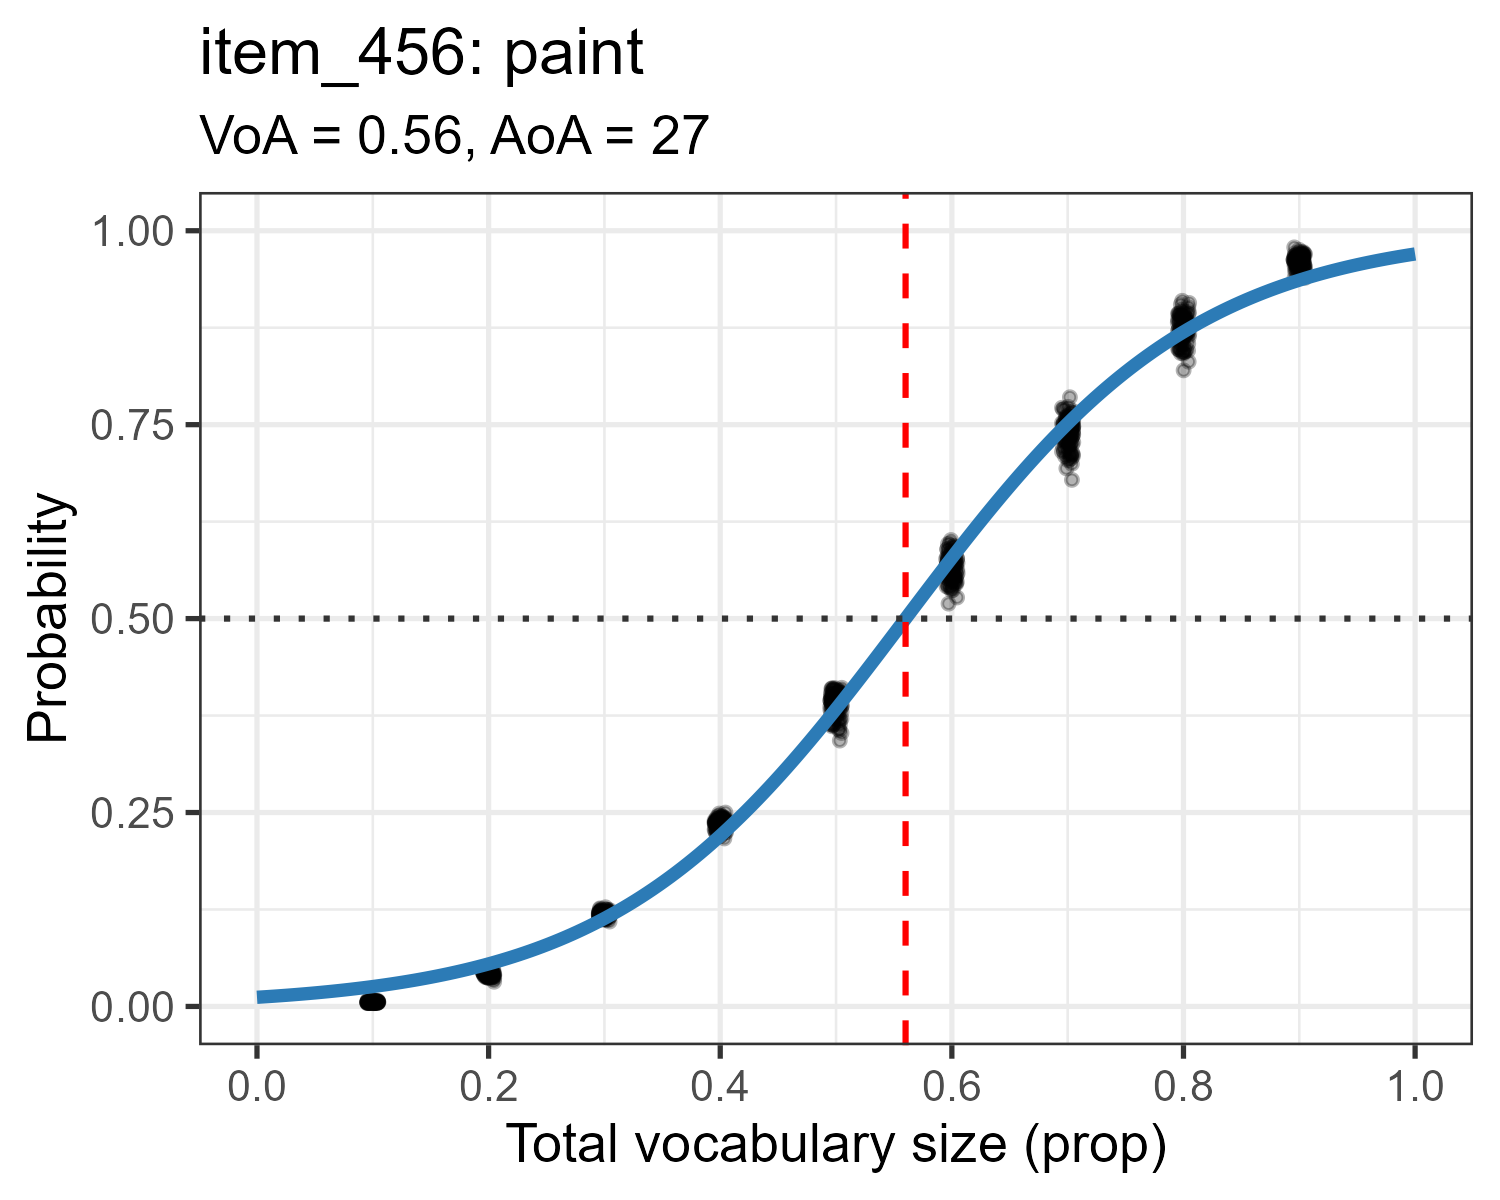 item_456: paint
VoA = 0.56, AoA = 27
1.00
0.75
0.50
0.25
0.00
Probability
0.0 0.2 0.4 0.6 0.8 1.0
Total vocabulary size (prop)